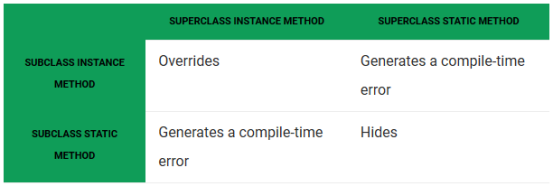 SUPERCLASS INSTANCE METHOD SUPERCLASS STATIC METHOD
SUBCLASS INSTANCE
METHOD
Overrides
Generates a compile-time
error
SUBCLASS STATIC
METHOD
Generates a compile-time
error
Hides